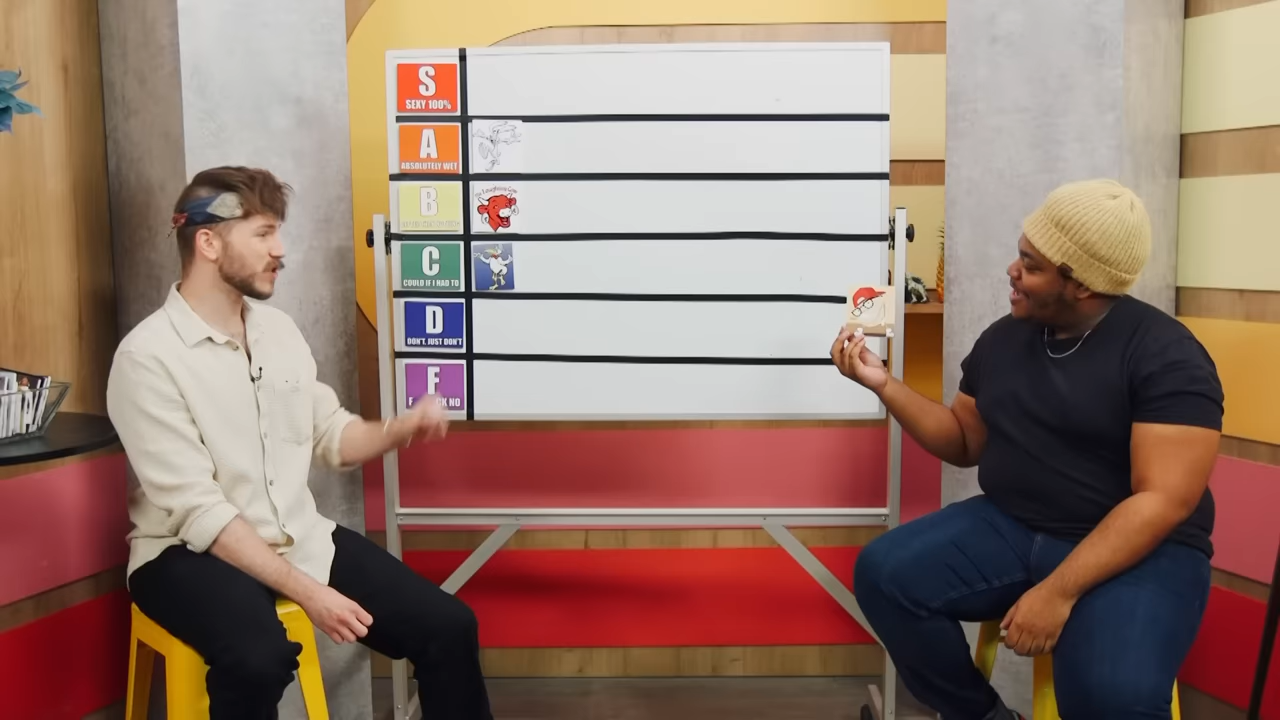 S
SEXY 100%
A
ABSOLUTELY WET
B
The Laughing Cow
C
COULD IF I HAD TO
D
DON'T. JUST DON'T
F
NO